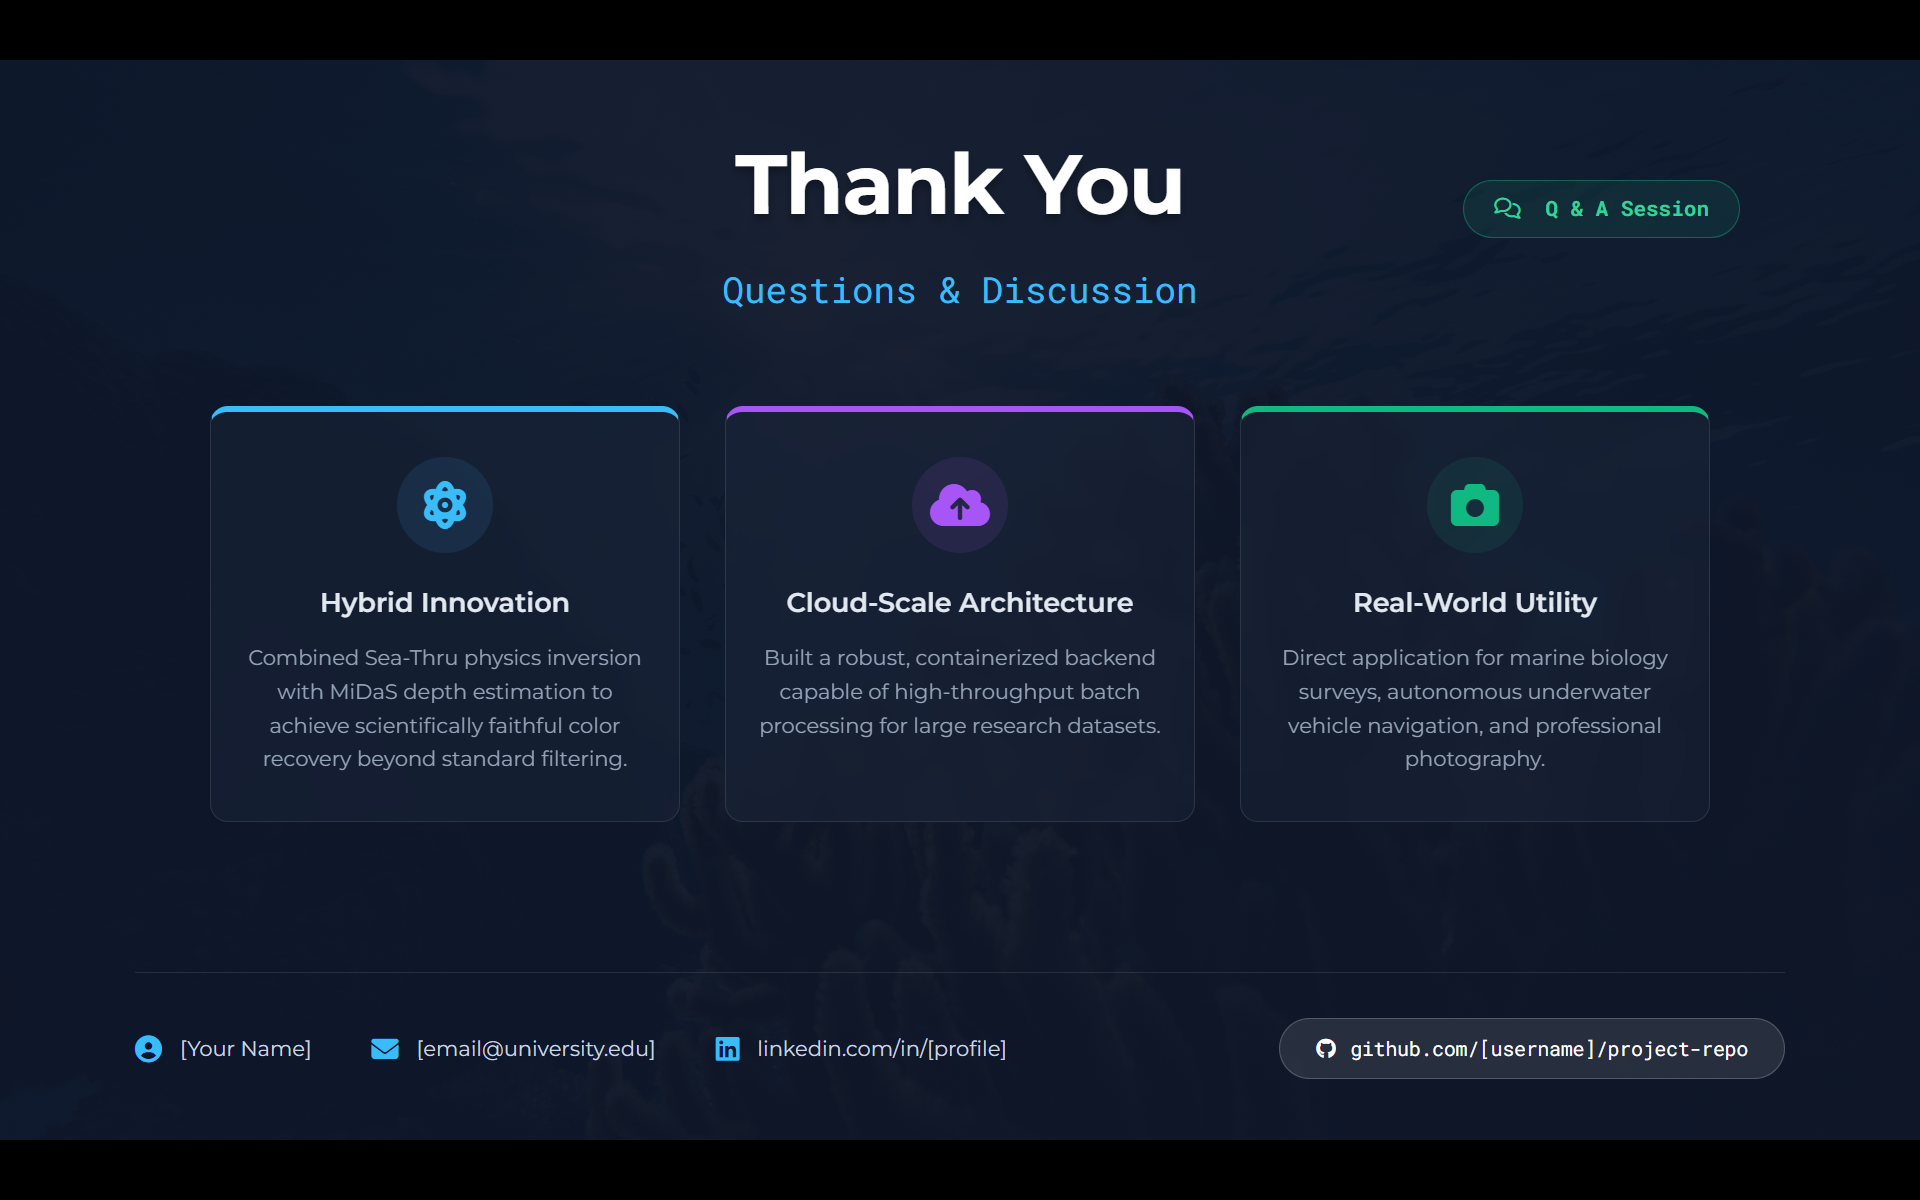 Thank You
Q & A Session
Questions & Discussion
Hybrid Innovation
Combined Sea-Thru physics inversion
with MiDaS depth estimation to
achieve scientifically faithful color
recovery beyond standard filtering.
Cloud-Scale Architecture
Built a robust, containerized backend
capable of high-throughput batch
processing for large research datasets.
Real-World Utility
Direct application for marine biology
surveys, autonomous underwater
vehicle navigation, and professional
photography.
[Your Name]
[email@university.edu]
linkedin.com/in/[profile]
github.com/[username]/project-repo